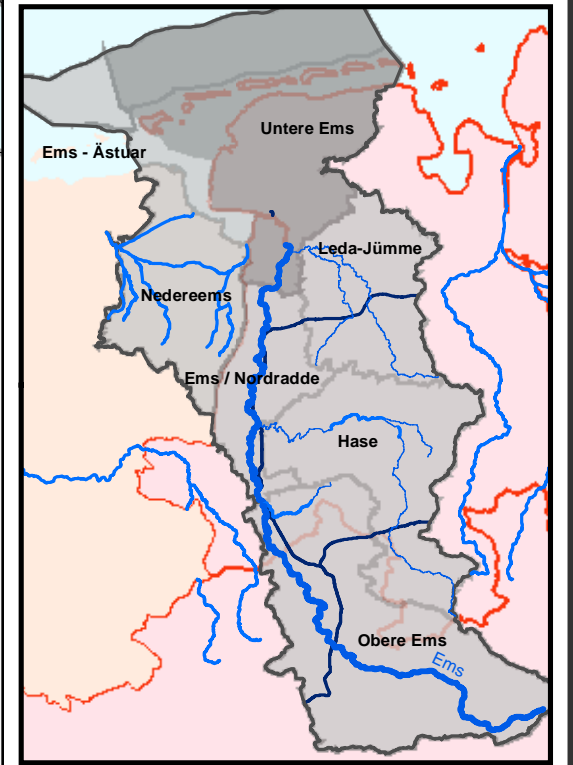 Untere Ems
Ems - Ästuar
Leda-Jümme
Nedereems
Ems / Nordradde
Hase
Obere Ems
Ems